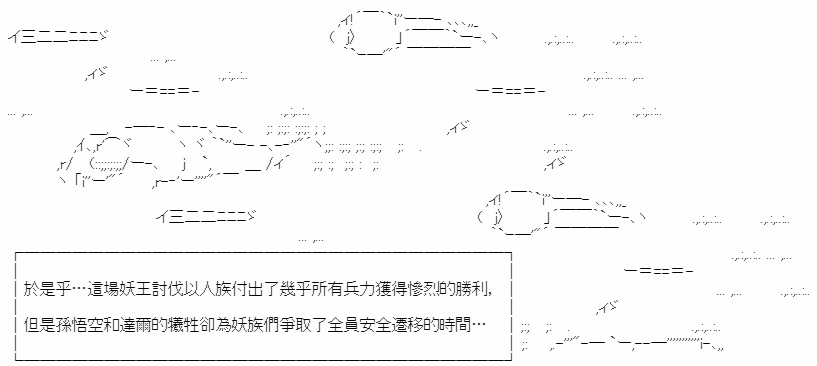 於是乎…這場妖王討伐以人族付出了幾乎所有兵力獲得慘烈的勝利，
但是孫悟空和達爾的犧牲卻為妖族們爭取了全員安全遷移的時間…